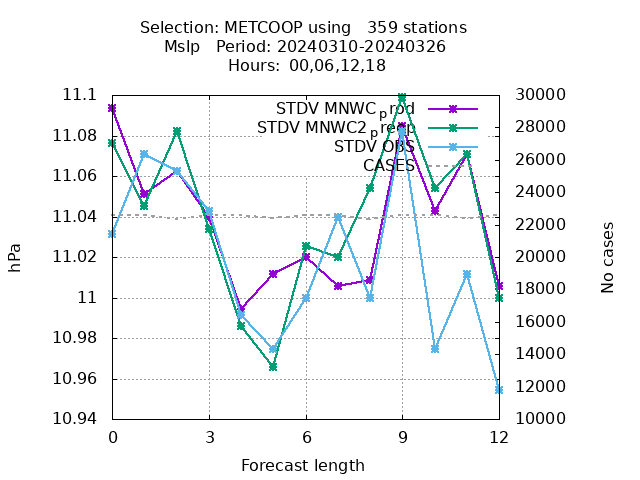 Selection: METCOOP using   359 stations
Mslp   Period: 20240310-20240326
Hours: 00,06,12,18
11.1
11.08
11.06
11.04
11.02
11
10.98
10.96
10.94
hPa
30000
28000
26000
24000
22000
20000
18000
16000
14000
12000
10000
No cases
STDV MNWC_prod
STDV MNWC2_preop
STDV OBS
CASES
0 3 6 9 12
Forecast length